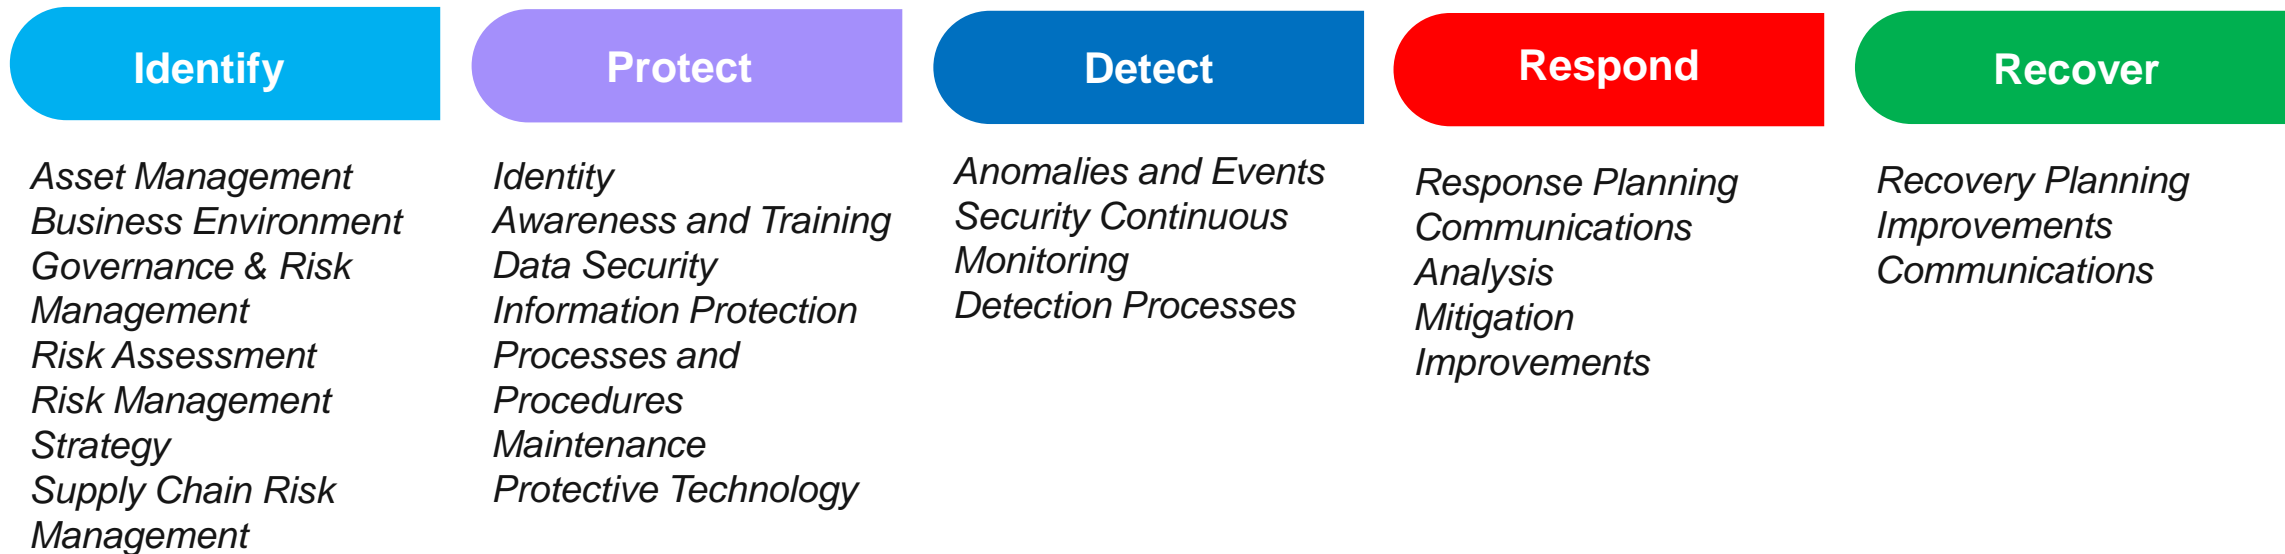 Identify
Asset Management
Business Environment
Governance & Risk
Management
Risk Assessment
Risk Management
Strategy
Supply Chain Risk
Management
Protect
Identity
Awareness and Training
Data Security
Information Protection
Processes and
Procedures
Maintenance
Protective Technology
Detect
Anomalies and Events
Security Continuous
Monitoring
Detection Processes
Respond
Response Planning
Communications
Analysis
Mitigation
Improvements
Recover
Recovery Planning
Improvements
Communications